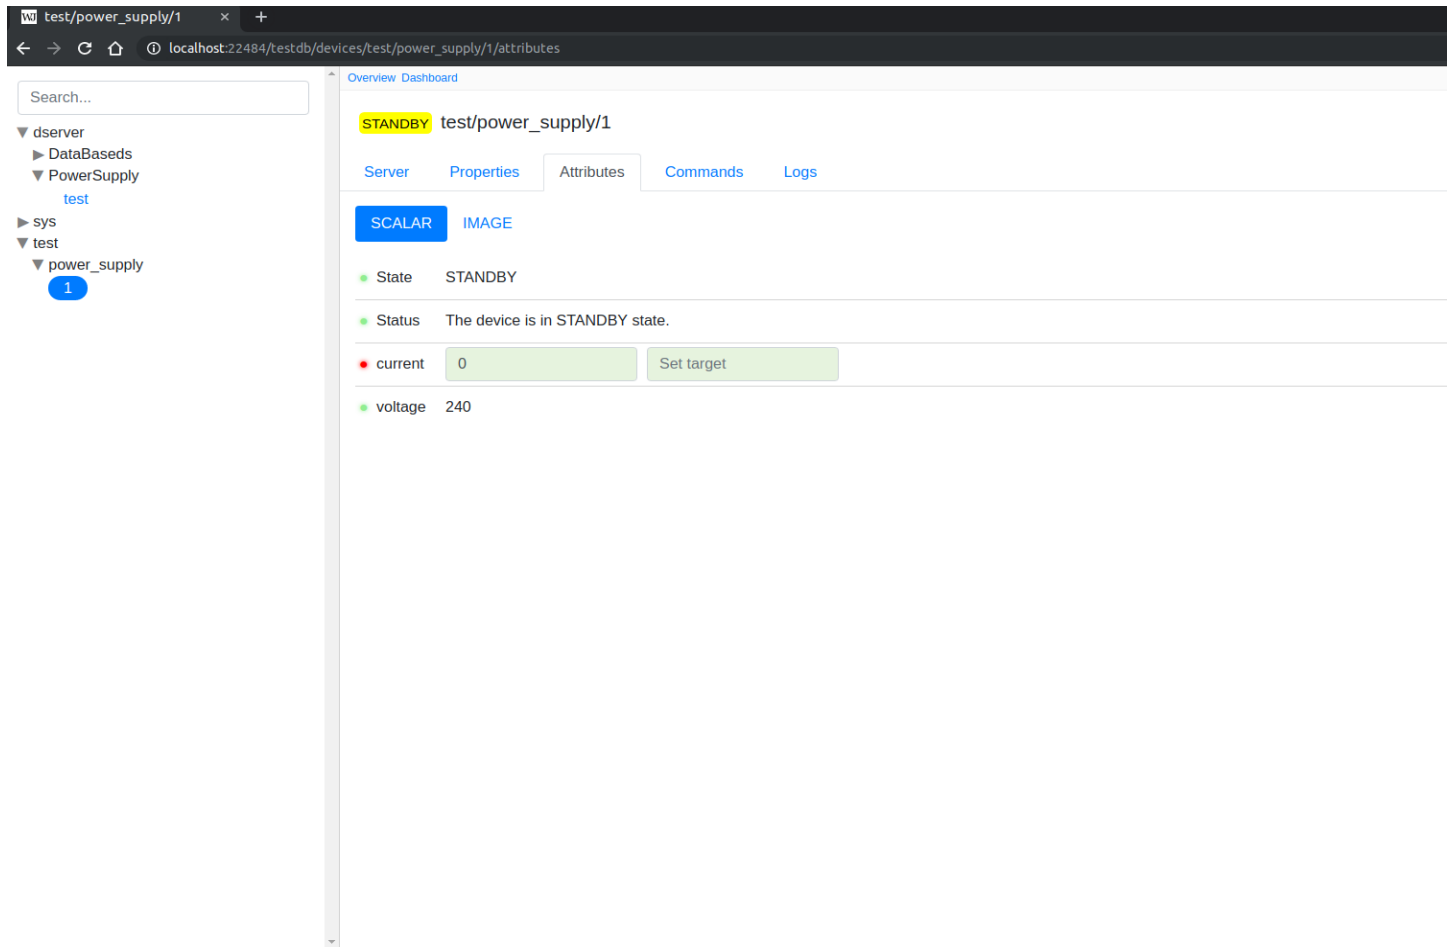 WJ test/power_supply/1 × +
localhost:22484/testdb/devices/test/power_supply/1/attributes
Search...
dserver
DataBaseds
PowerSupply
test
sys
test
power_supply
1
Overview Dashboard
STANDBY test/power_supply/1
Server Properties Attributes Commands Logs
SCALAR IMAGE
State STANDBY
Status The device is in STANDBY state.
current 0 Set target
voltage 240